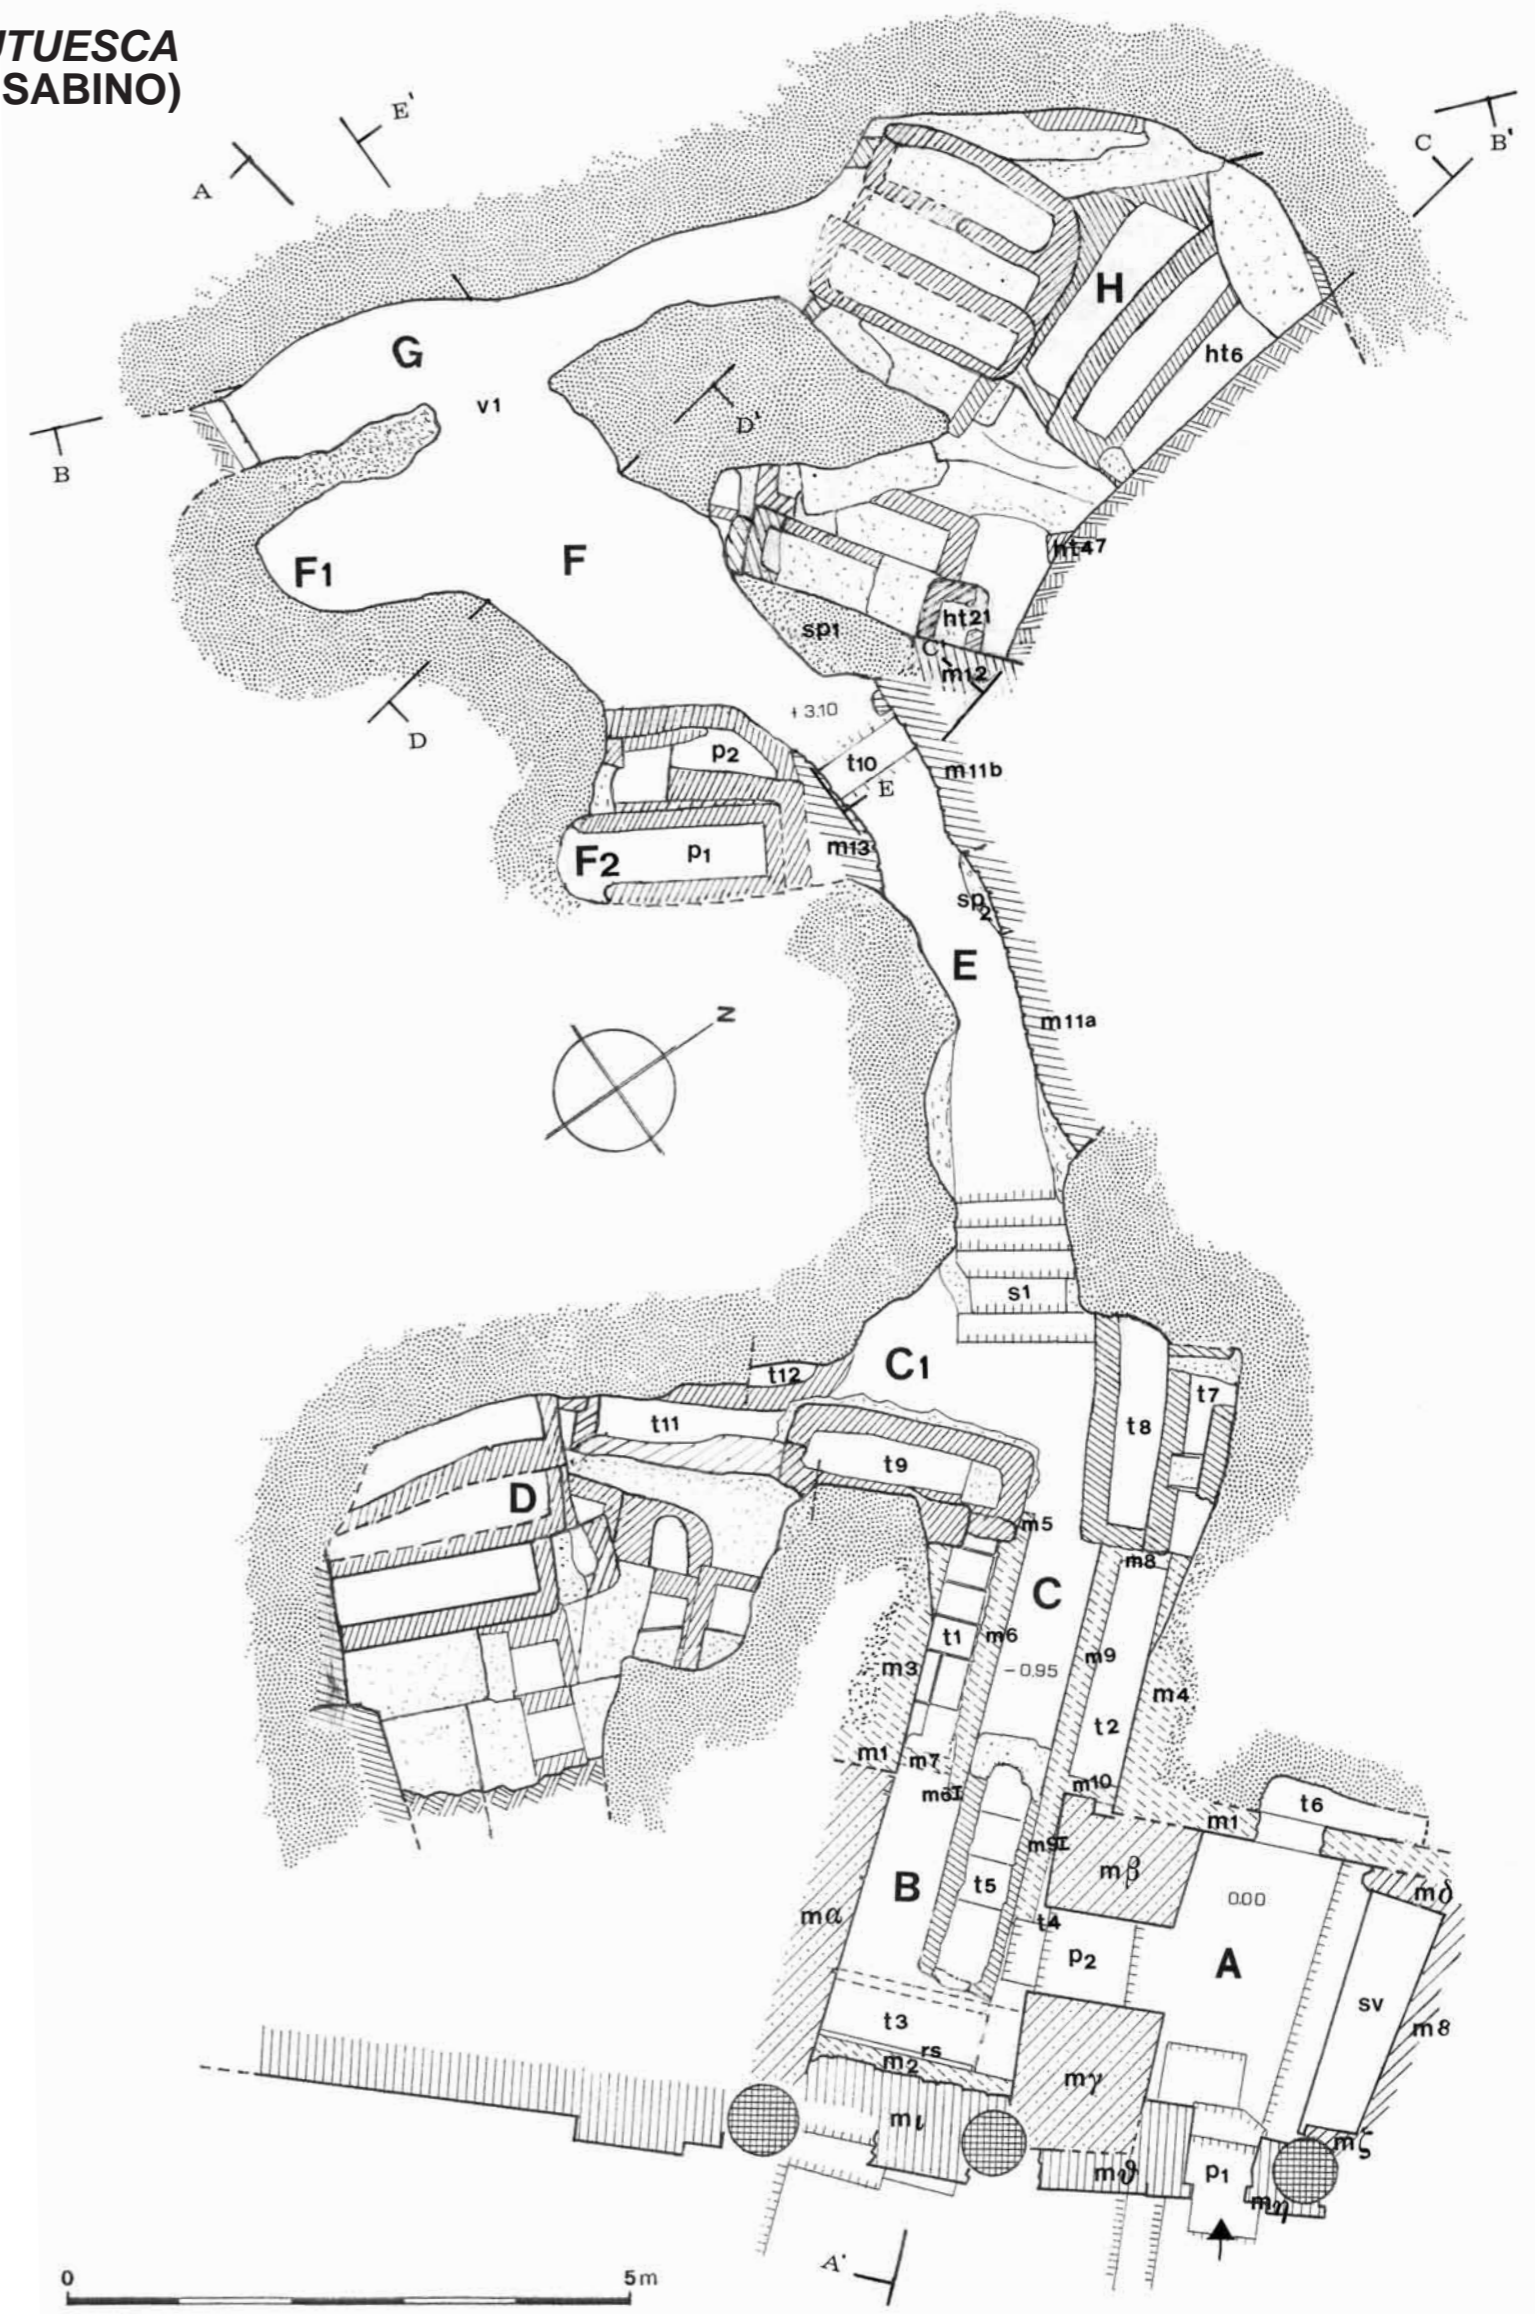 UTUESCA
SABINO)
E'
A
C
B'
H
ht6
G
v1
D'
B
F1
F
ht47
sp1
ht21
C'
m12
D
+ 3.10
p2
t10
E
m11b
m13
F2
p1
sp2
E
N
m11a
s1
C1
t12
t11
t9
t8
t7
D
m5
m8
C
t1
m6
m9
m3
- 0.95
m4
t2
m1
m7
m10
m6I
m1
t6
m9I
mβ
B
t5
0.00
mδ
mα
t4
p2
A
sv
t3
rs
m2
mγ
mι
mϑ
p1
mζ
mη
A'
0
5m